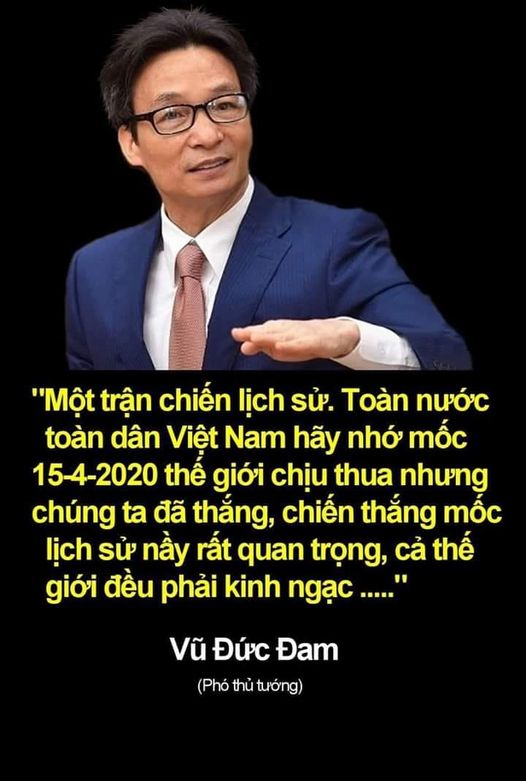 "Một trận chiến lịch sử. Toàn nước
toàn dân Việt Nam hãy nhớ mốc
15-4-2020 thế giới chịu thua nhưng
chúng ta đã thắng, chiến thắng mốc
lịch sử nầy rất quan trọng, cả thế
giới đều phải kinh ngạc ....."
Vũ Đức Đam
(Phó thủ tướng)